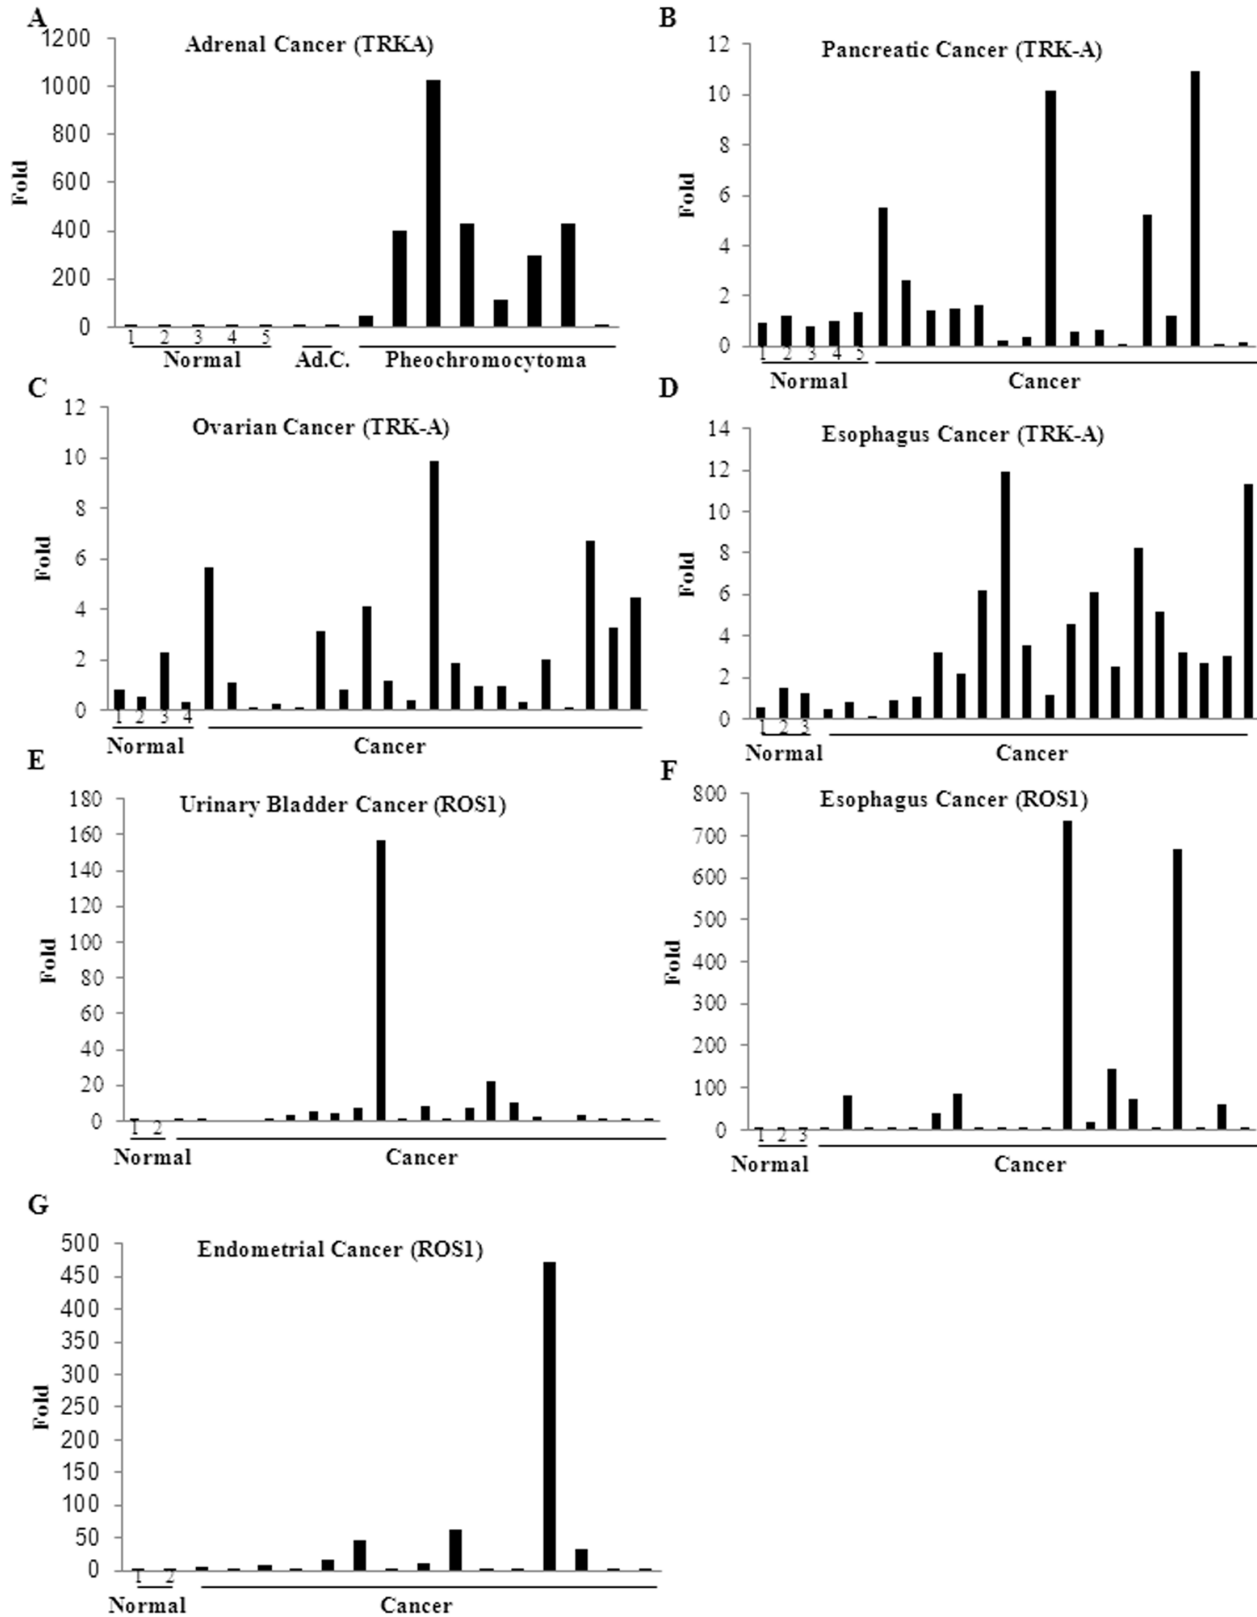 A
Adrenal Cancer (TRKA)
1200
1000
800
600
400
200
0
Fold
1 2 3 4 5
Normal Ad.C. Pheochromocytoma
B
Pancreatic Cancer (TRK-A)
12
10
8
6
4
2
0
Fold
1 2 3 4 5
Normal Cancer
C
Ovarian Cancer (TRK-A)
12
10
8
6
4
2
0
Fold
1 2 3 4
Normal Cancer
D
Esophagus Cancer (TRK-A)
14
12
10
8
6
4
2
0
Fold
1 2 3
Normal Cancer
E
Urinary Bladder Cancer (ROS1)
180
160
140
120
100
80
60
40
20
0
Fold
1 2
Normal Cancer
F
Esophagus Cancer (ROS1)
800
700
600
500
400
300
200
100
0
Fold
1 2 3
Normal Cancer
G
Endometrial Cancer (ROS1)
500
450
400
350
300
250
200
150
100
50
0
Fold
1 2
Normal Cancer